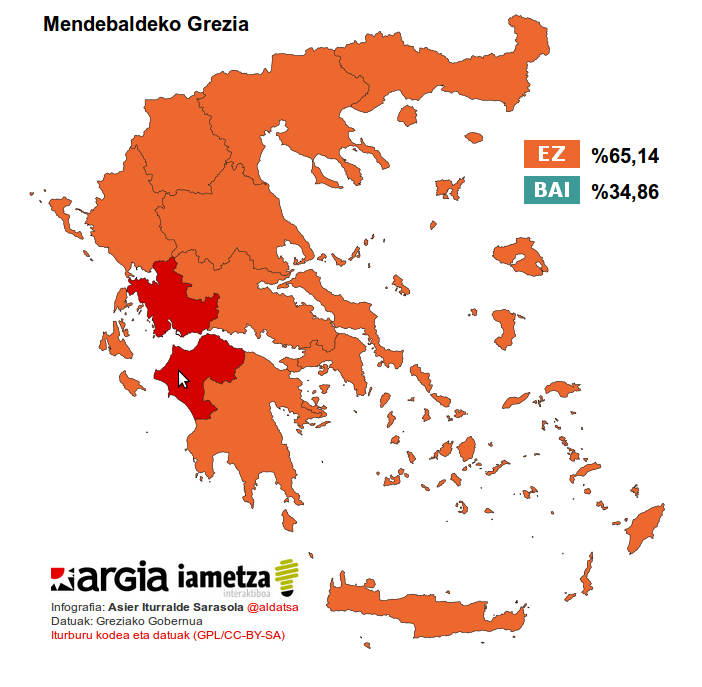 Mendebaldeko Grezia
EZ %65,14
BAI %34,86
argia iametza
interaktiboa
Infografia: Asier Iturralde Sarasola @aldatsa
Datuak: Greziako Gobernua
Iturburu kodea eta datuak (GPL/CC-BY-SA)